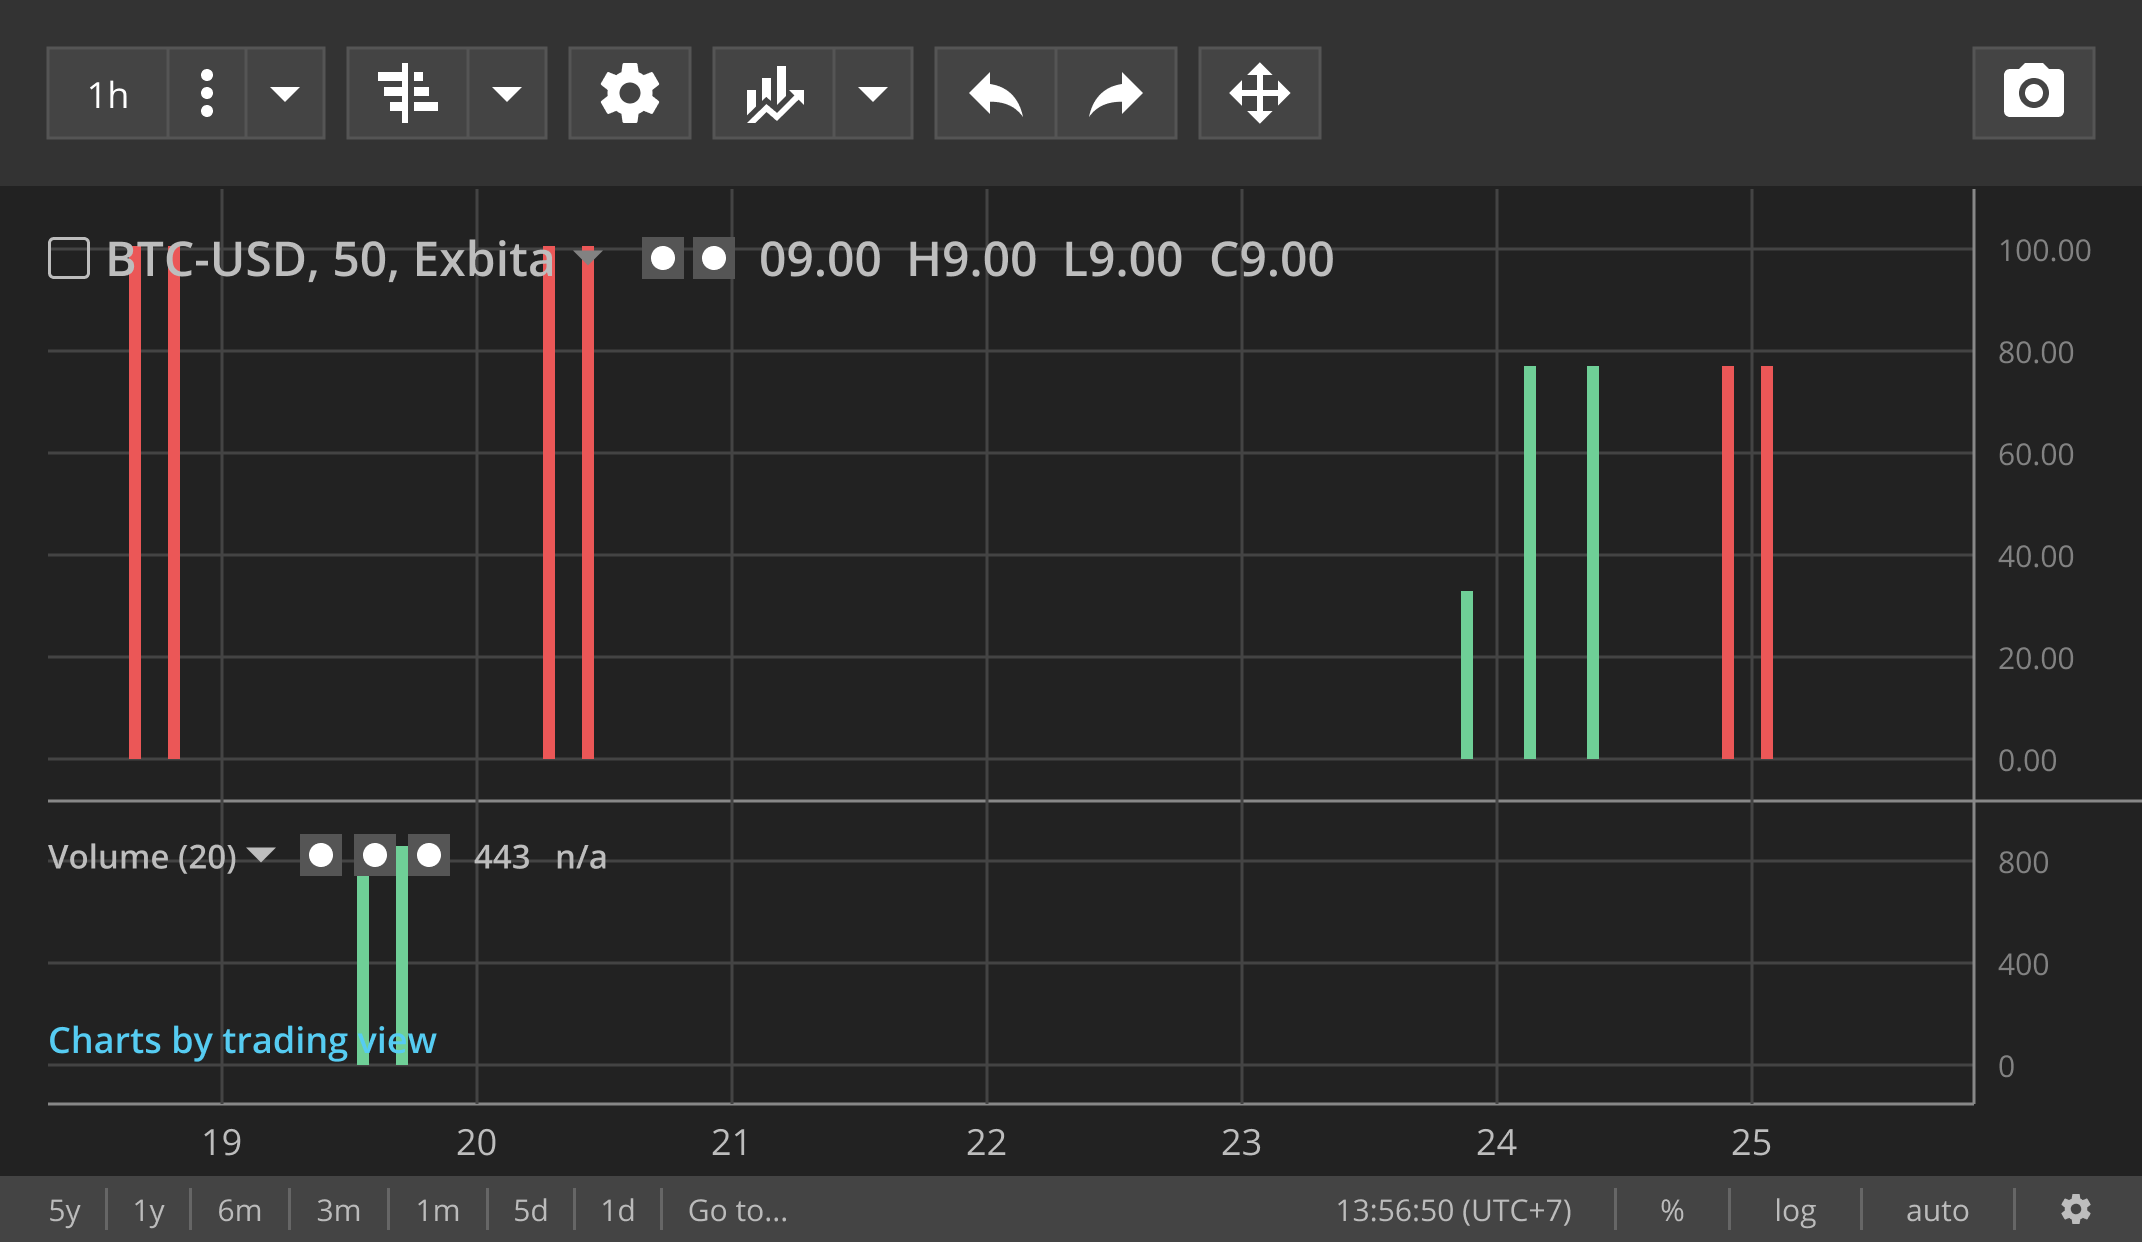 1h
BTC-USD, 50, Exbita 09.00 H9.00 L9.00 C9.00
100.00
80.00
60.00
40.00
20.00
0.00
Volume (20) 443 n/a
800
400
0
Charts by trading view
19 20 21 22 23 24 25
5y 1y 6m 3m 1m 5d 1d Go to... 13:56:50 (UTC+7) % log auto